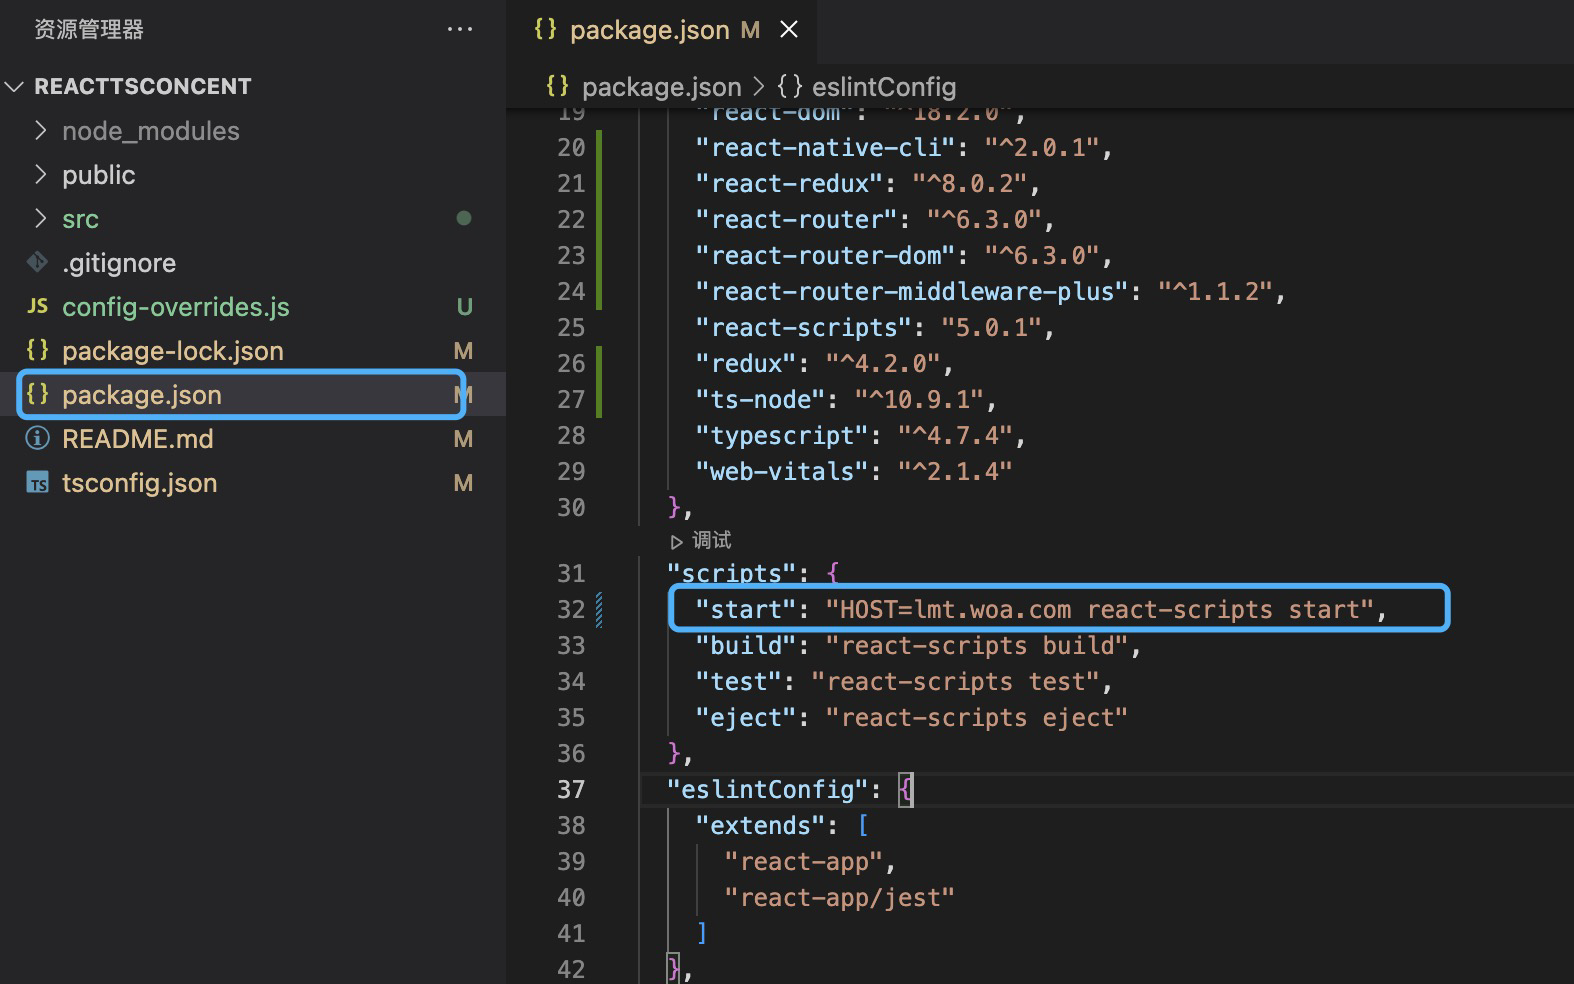 资源管理器 ···
REACTTSCONCENT
node_modules
public
src
.gitignore
JS config-overrides.js U
{} package-lock.json M
{} package.json M
README.md M
TS tsconfig.json M
{} package.json M
{} package.json > {} eslintConfig
19 "react-dom": "^18.2.0",
20 "react-native-cli": "^2.0.1",
21 "react-redux": "^8.0.2",
22 "react-router": "^6.3.0",
23 "react-router-dom": "^6.3.0",
24 "react-router-middleware-plus": "^1.1.2",
25 "react-scripts": "5.0.1",
26 "redux": "^4.2.0",
27 "ts-node": "^10.9.1",
28 "typescript": "^4.7.4",
29 "web-vitals": "^2.1.4"
30 },
调试
31 "scripts": {
32 "start": "HOST=lmt.woa.com react-scripts start",
33 "build": "react-scripts build",
34 "test": "react-scripts test",
35 "eject": "react-scripts eject"
36 },
37 "eslintConfig": {
38 "extends": [
39 "react-app",
40 "react-app/jest"
41 ]
42 },